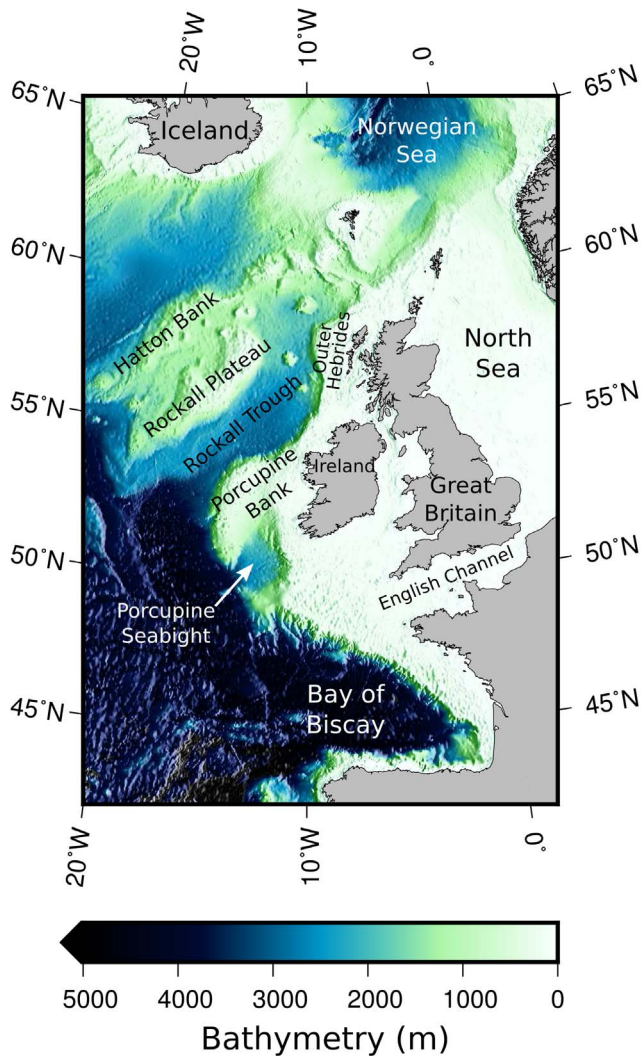 20°W
10°W
0°
65°N
65°N
Iceland
Norwegian
Sea
60°N
60°N
Hatton Bank
Outer
Hebrides
North
Sea
Rockall Plateau
55°N
55°N
Rockall Trough
Porcupine
Bank
Ireland
Great
Britain
50°N
50°N
English Channel
Porcupine
Seabight
45°N
45°N
Bay of
Biscay
20°W
10°W
0°
5000
4000
3000
2000
1000
0
Bathymetry (m)